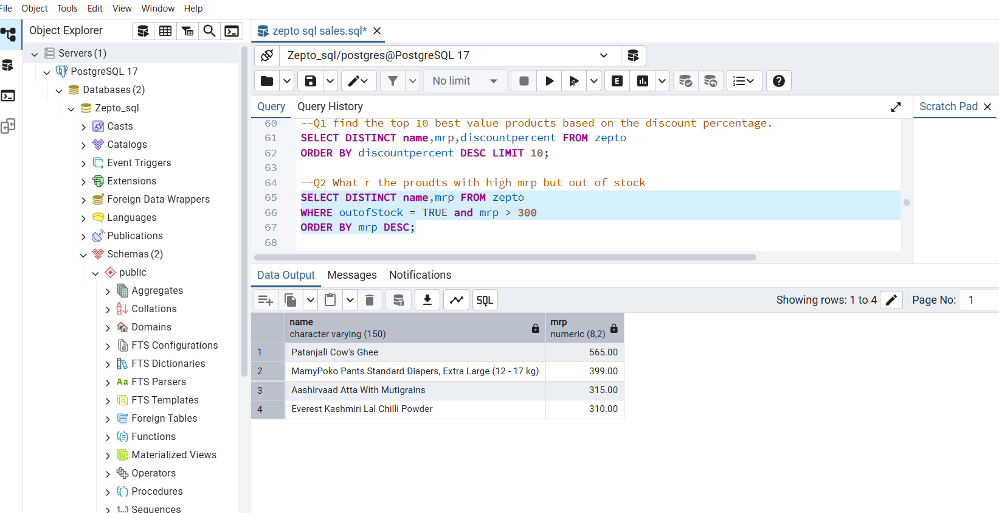 File Object Tools Edit View Window Help
Object Explorer
zepto sql sales.sql*
Servers (1)
PostgreSQL 17
Databases (2)
Zepto_sql
Casts
Catalogs
Event Triggers
Extensions
Foreign Data Wrappers
Languages
Publications
Schemas (2)
public
Aggregates
Collations
Domains
FTS Configurations
FTS Dictionaries
Aa FTS Parsers
FTS Templates
Foreign Tables
Functions
Materialized Views
Operators
Procedures
1..3 Sequences
Zepto_sql/postgres@PostgreSQL 17
No limit
E
Query Query History
Scratch Pad
60 --Q1 find the top 10 best value products based on the discount percentage.
61 SELECT DISTINCT name,mrp,discountpercent FROM zepto
62 ORDER BY discountpercent DESC LIMIT 10;
63
64 --Q2 What r the proudts with high mrp but out of stock
65 SELECT DISTINCT name,mrp FROM zepto
66 WHERE outofStock = TRUE and mrp > 300
67 ORDER BY mrp DESC;
68
Data Output Messages Notifications
SQL
Showing rows: 1 to 4
Page No: 1
name mrp
character varying (150) numeric (8,2)
1 Patanjali Cow's Ghee 565.00
2 MamyPoko Pants Standard Diapers, Extra Large (12 - 17 kg) 399.00
3 Aashirvaad Atta With Mutigrains 315.00
4 Everest Kashmiri Lal Chilli Powder 310.00